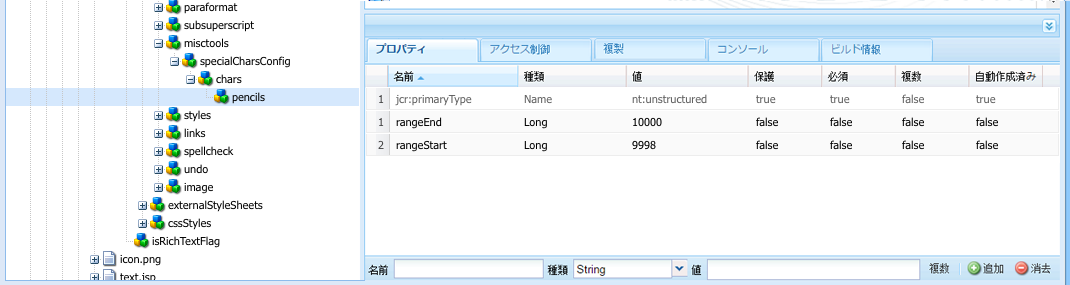 paraformat
subsuperscript
misctools
specialCharsConfig
chars
pencils
styles
links
spellcheck
undo
image
externalStyleSheets
cssStyles
isRichTextFlag
icon.png
text.jsp
プロパティ アクセス制御 複製 コンソール ビルド情報
名前 種類 値 保護 必須 複数 自動作成済み
1 jcr:primaryType Name nt:unstructured true true false true
1 rangeEnd Long 10000 false false false false
2 rangeStart Long 9998 false false false false
名前 種類 String 値 複数 追加 消去